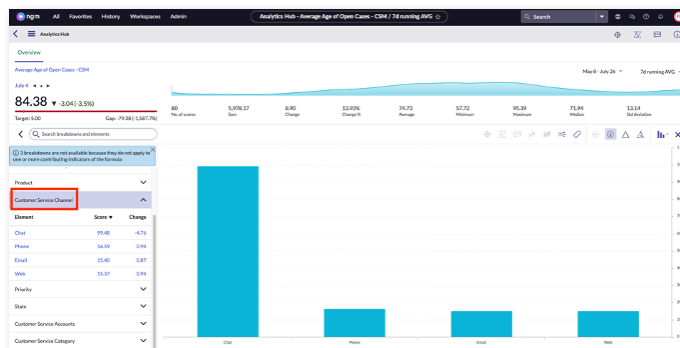 ngm All Favorites History Workspaces Admin Analytics Hub - Average Age of Open Cases - CSM / 7d running AVG Search
Analytics Hub
Overview
Average Age of Open Cases - CSM
May 8 - July 26 7d running AVG
July 4
84.38 -3.04 (-3.5%)
Target: 5.00 Gap: -79.38 (-1,587.7%)
80 5,978.17 8.90 13.93% 74.73 57.72 95.39 71.94 13.14
No. of scores Sum Change Change % Average Minimum Maximum Median Std deviation
Search breakdowns and elements
3 breakdowns are not available because they do not apply to
one or more contributing indicators of the formula
Product
Customer Service Channel
Element Score Change
Chat 99.48 -4.76
Phone 16.59 0.94
Email 15.40 0.87
Web 15.37 0.94
Priority
State
Customer Service Accounts
Customer Service Category
Chat Phone Email Web